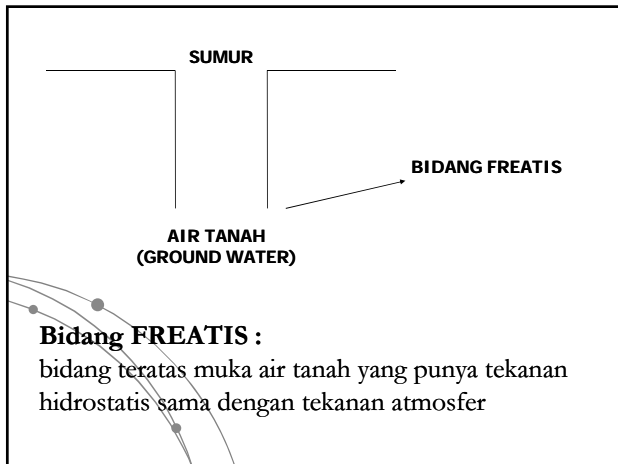 SUMUR
BIDANG FREATIS
AIR TANAH
(GROUND WATER)
Bidang FREATIS :
bidang teratas muka air tanah yang punya tekanan
hidrostatis sama dengan tekanan atmosfer